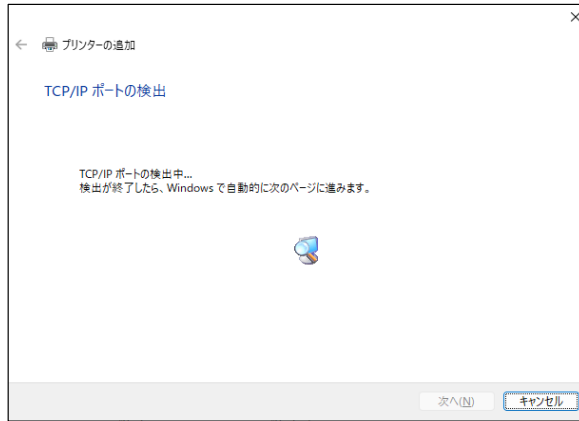 プリンターの追加
TCP/IP ポートの検出
TCP/IP ポートの検出中...
検出が終了したら、Windows で自動的に次のページに進みます。
次へ(N)
キャンセル